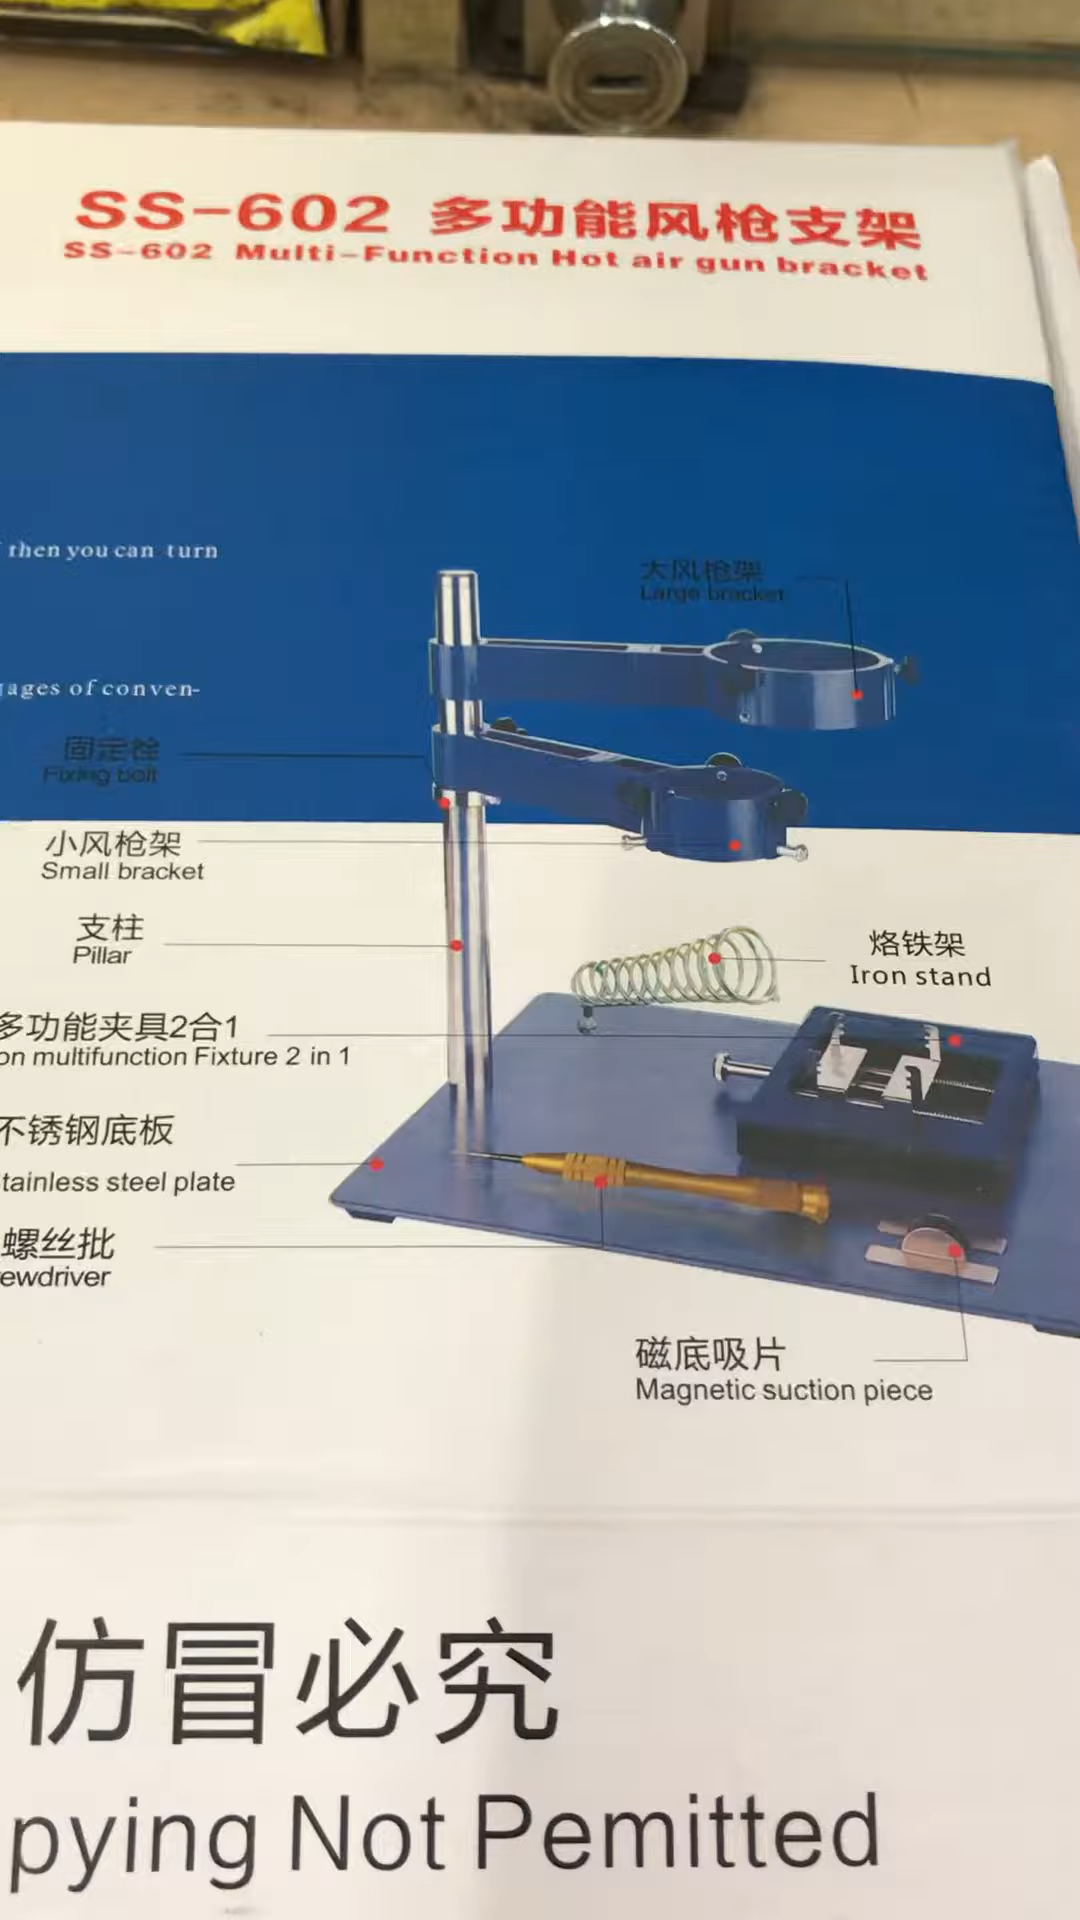 SS-602 多功能风枪支架
SS-602 Multi-Function Hot air gun bracket
then you can turn
ages of conven-
大风枪架
Large bracket
固定栓
Fixing bolt
小风枪架
Small bracket
支柱
Pillar
烙铁架
Iron stand
多功能夹具2合1
on multifunction Fixture 2 in 1
不锈钢底板
tainless steel plate
螺丝批
ewdriver
磁底吸片
Magnetic suction piece
仿冒必究
pying Not Pemitted